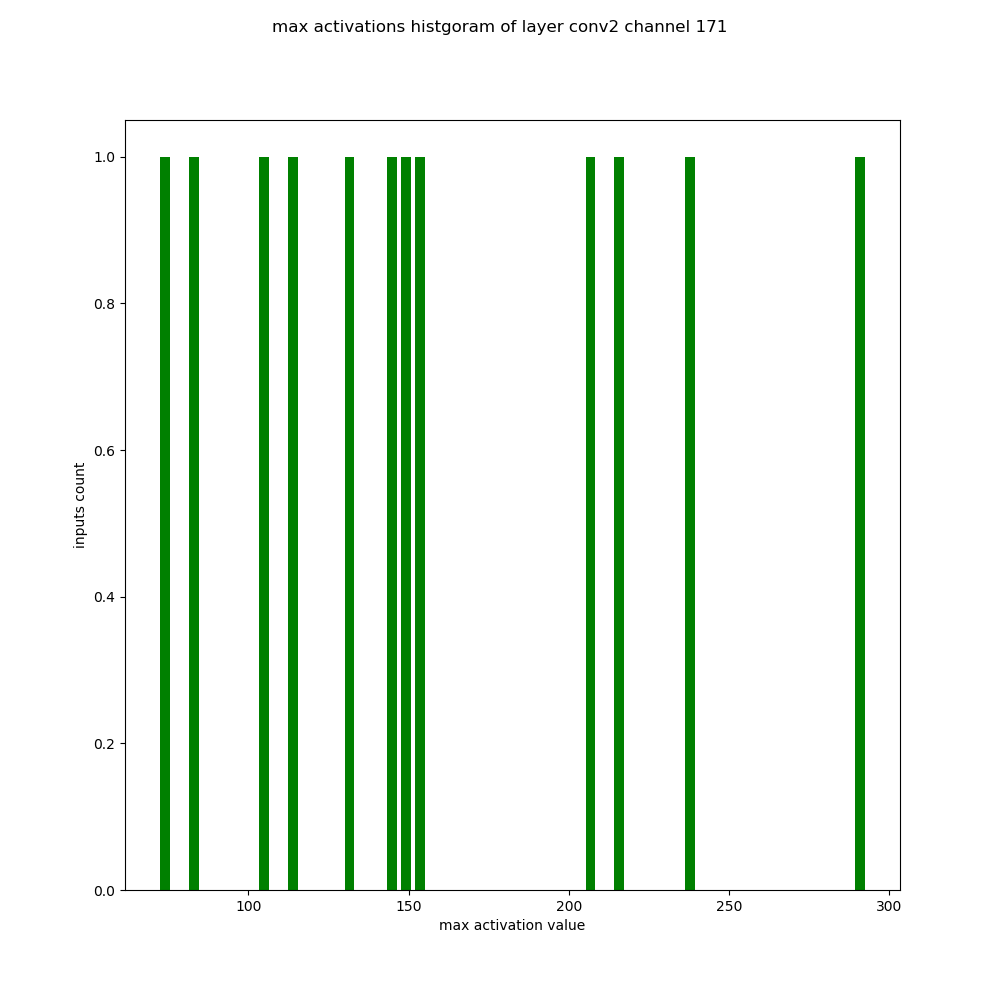 max activations histgoram of layer conv2 channel 171
1.0
0.8
0.6
0.4
0.2
0.0
inputs count
100 150 200 250 300
max activation value